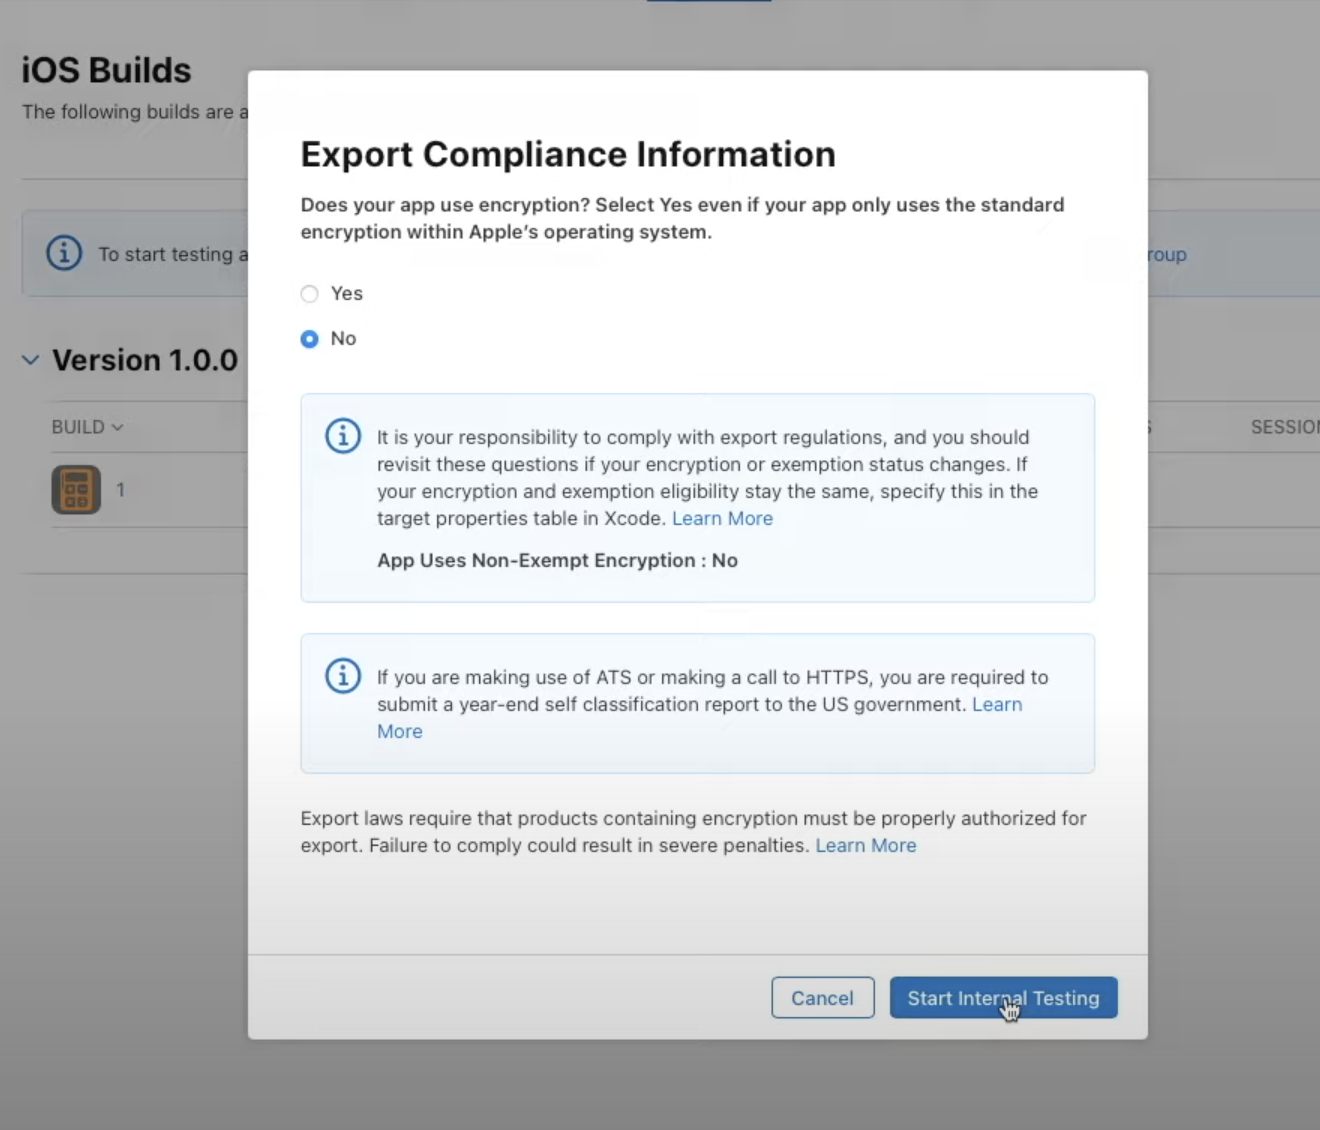 iOS Builds
The following builds are a
To start testing a
roup
Version 1.0.0
BUILD
SESSION
1
Export Compliance Information
Does your app use encryption? Select Yes even if your app only uses the standard
encryption within Apple's operating system.
Yes
No
It is your responsibility to comply with export regulations, and you should
revisit these questions if your encryption or exemption status changes. If
your encryption and exemption eligibility stay the same, specify this in the
target properties table in Xcode. Learn More
App Uses Non-Exempt Encryption : No
If you are making use of ATS or making a call to HTTPS, you are required to
submit a year-end self classification report to the US government. Learn
More
Export laws require that products containing encryption must be properly authorized for
export. Failure to comply could result in severe penalties. Learn More
Cancel
Start Internal Testing